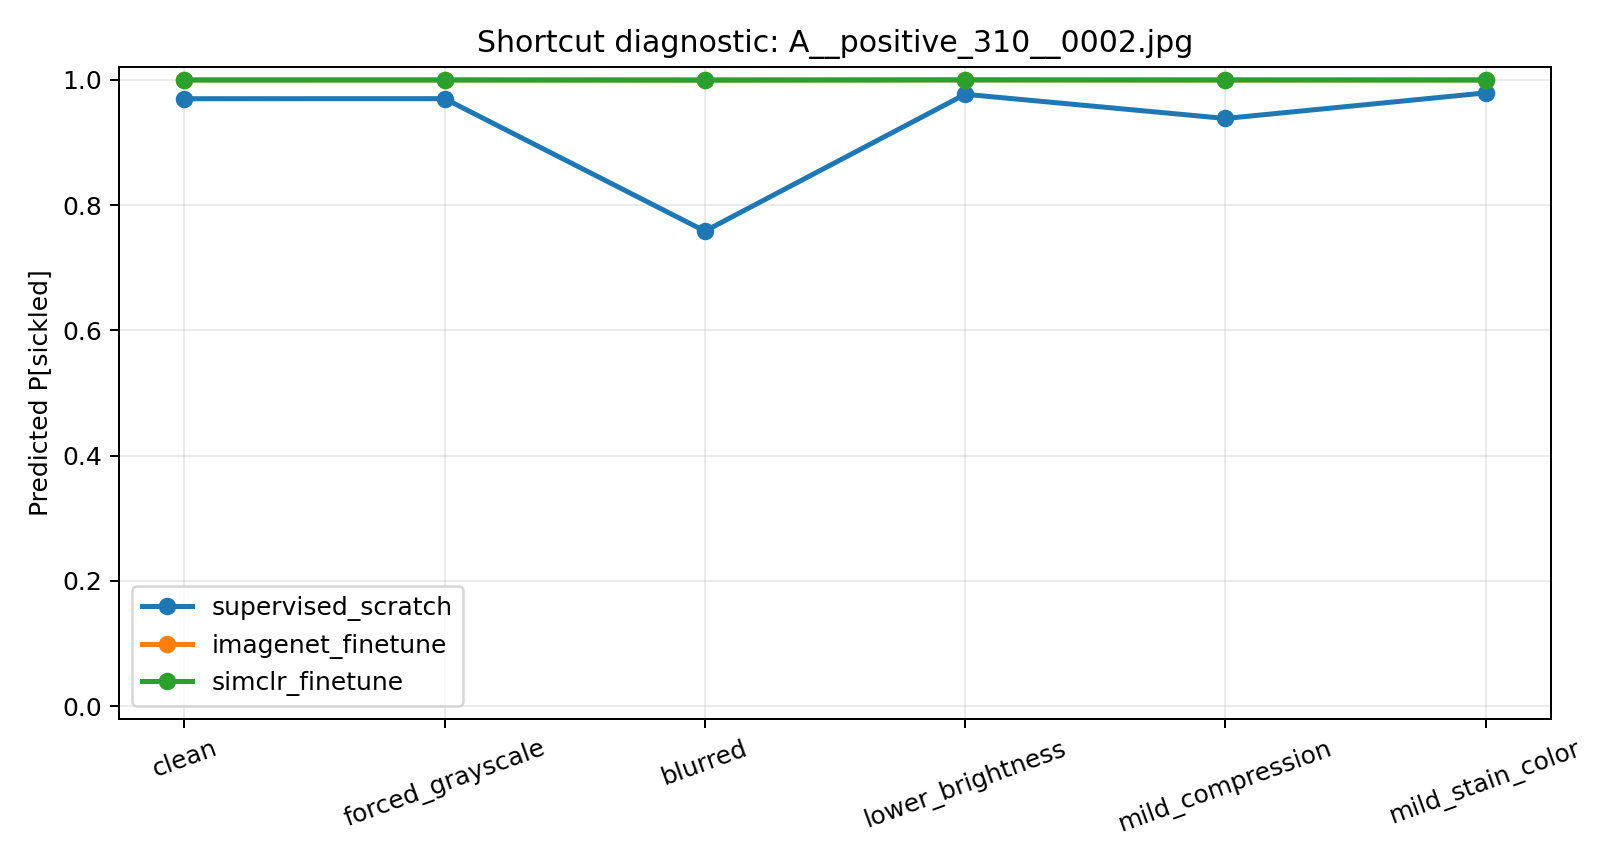 Shortcut diagnostic: A__positive_310__0002.jpg
Predicted P[sickled]
1.0
0.8
0.6
0.4
0.2
0.0
supervised_scratch
imagenet_finetune
simclr_finetune
clean
forced_grayscale
blurred
lower_brightness
mild_compression
mild_stain_color